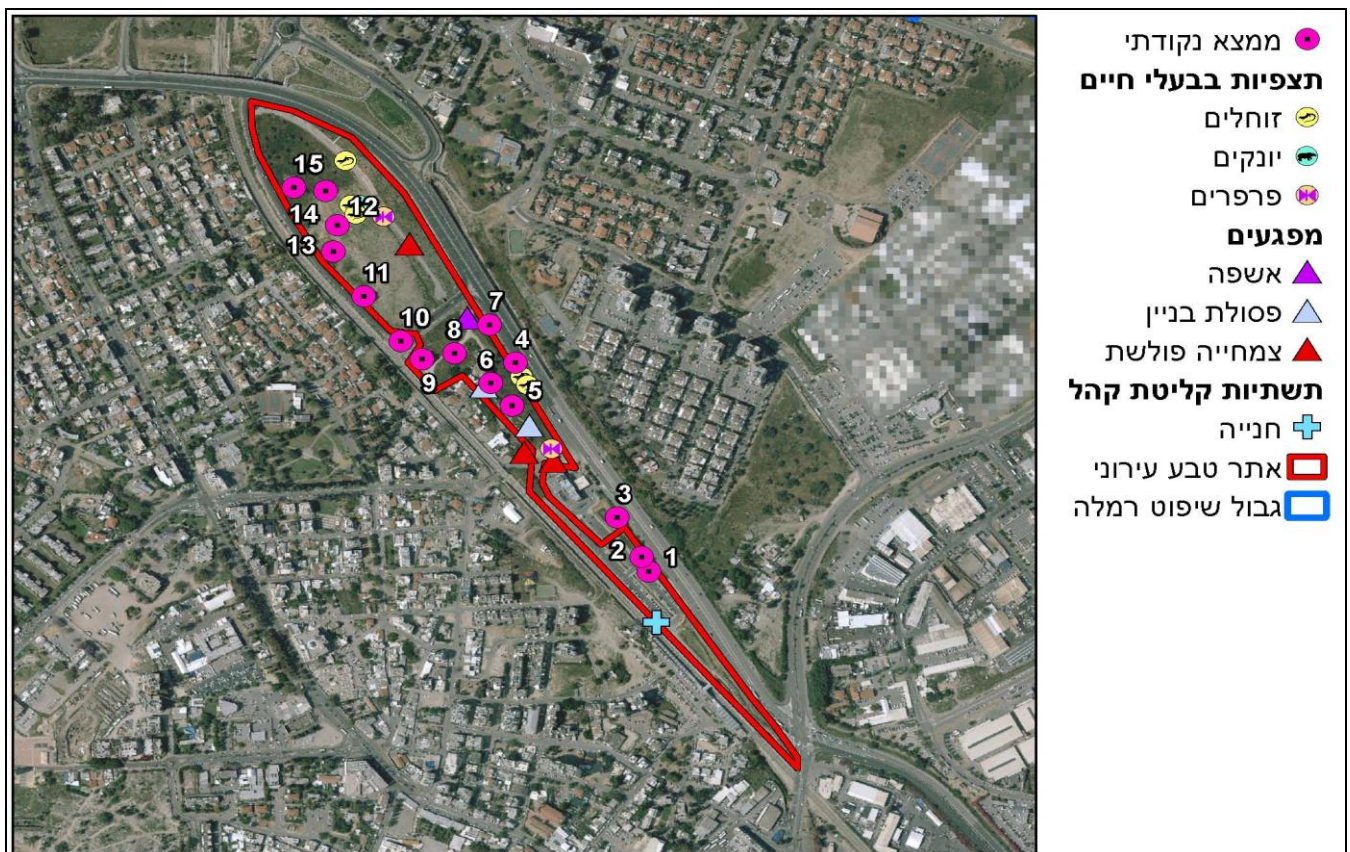 ממצא נקודתי
תצפיות בבעלי חיים
זוחלים
יונקים
פרפרים
מפגעים
אשפה
פסולת בניין
צמחייה פולשת
תשתיות קליטת קהל
חנייה
אתר טבע עירוני
גבול שיפוט רמלה
15
12
14
13
11
7
10
8
4
6
9
5
3
2
1